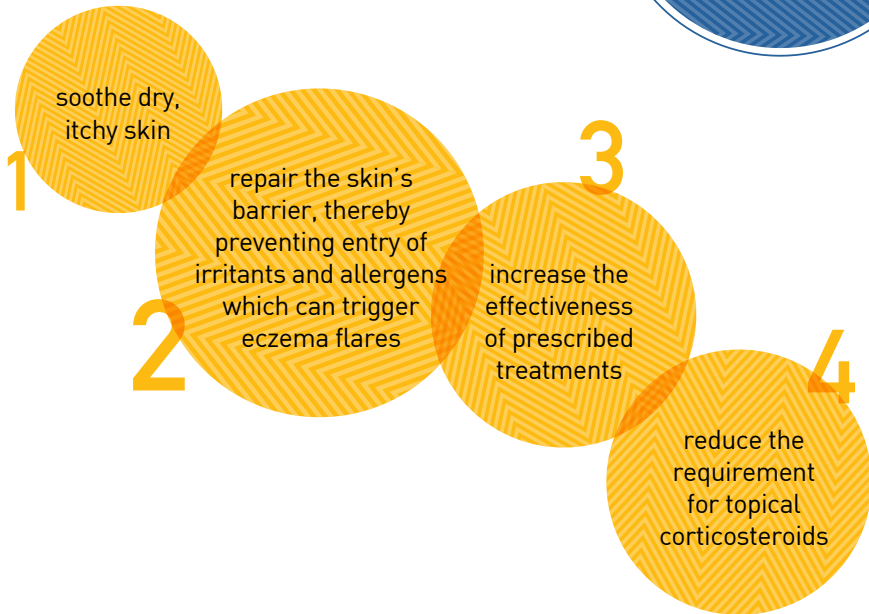 1
soothe dry,
itchy skin
2
repair the skin's
barrier, thereby
preventing entry of
irritants and allergens
which can trigger
eczema flares
3
increase the
effectiveness
of prescribed
treatments
4
reduce the
requirement
for topical
corticosteroids